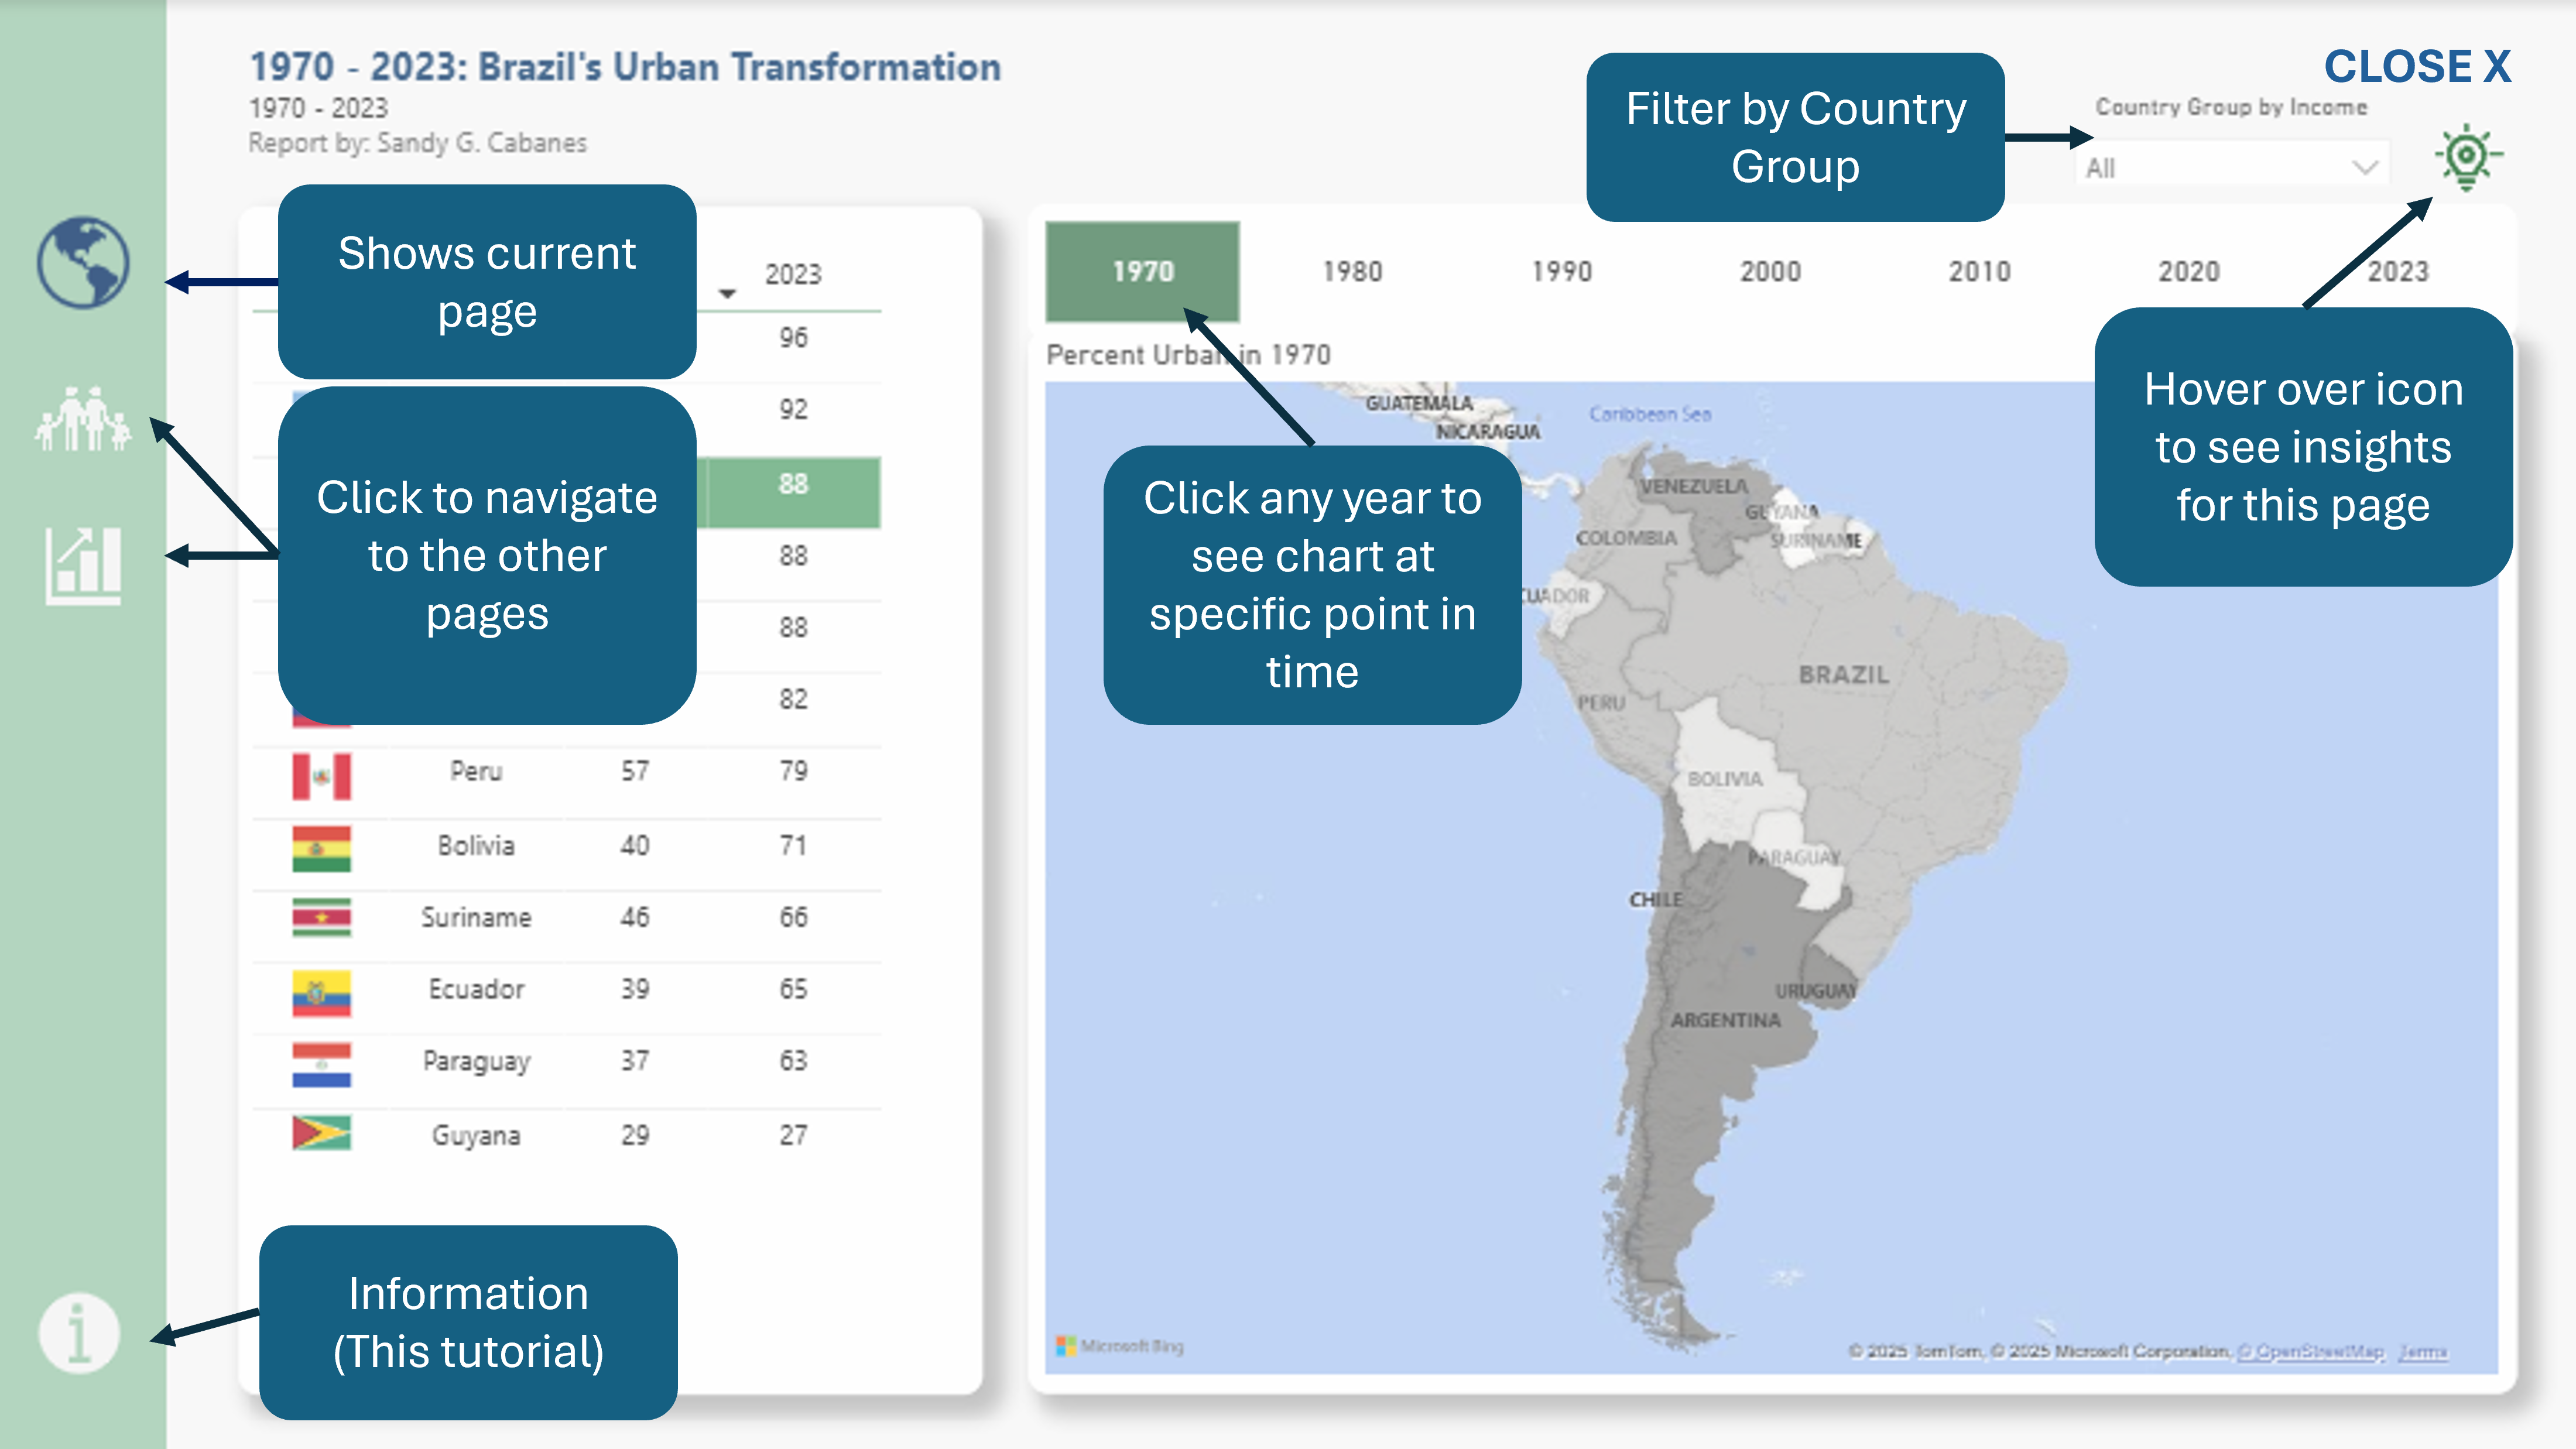 1970 - 2023: Brazil's Urban Transformation
1970 - 2023
Report by: Sandy G. Cabanes
CLOSE X
Filter by Country
Group
Country Group by Income
All
Shows current
page
2023
96
92
88
88
88
82
Click to navigate
to the other
pages
Peru 57 79
Bolivia 40 71
Suriname 46 66
Ecuador 39 65
Paraguay 37 63
Guyana 29 27
Information
(This tutorial)
1970 1980 1990 2000 2010 2020 2023
Percent Urban in 1970
Click any year to
see chart at
specific point in
time
Hover over icon
to see insights
for this page
GUATEMALA
Caribbean Sea
NICARAGUA
VENEZUELA
GUYANA
COLOMBIA
SURINAME
CUADOR
BRAZIL
PERU
BOLIVIA
PARAGUAY
CHILE
URUGUAY
ARGENTINA
Microsoft Bing
© 2025 TomTom, © 2025 Microsoft Corporation, © OpenStreetMap Terms